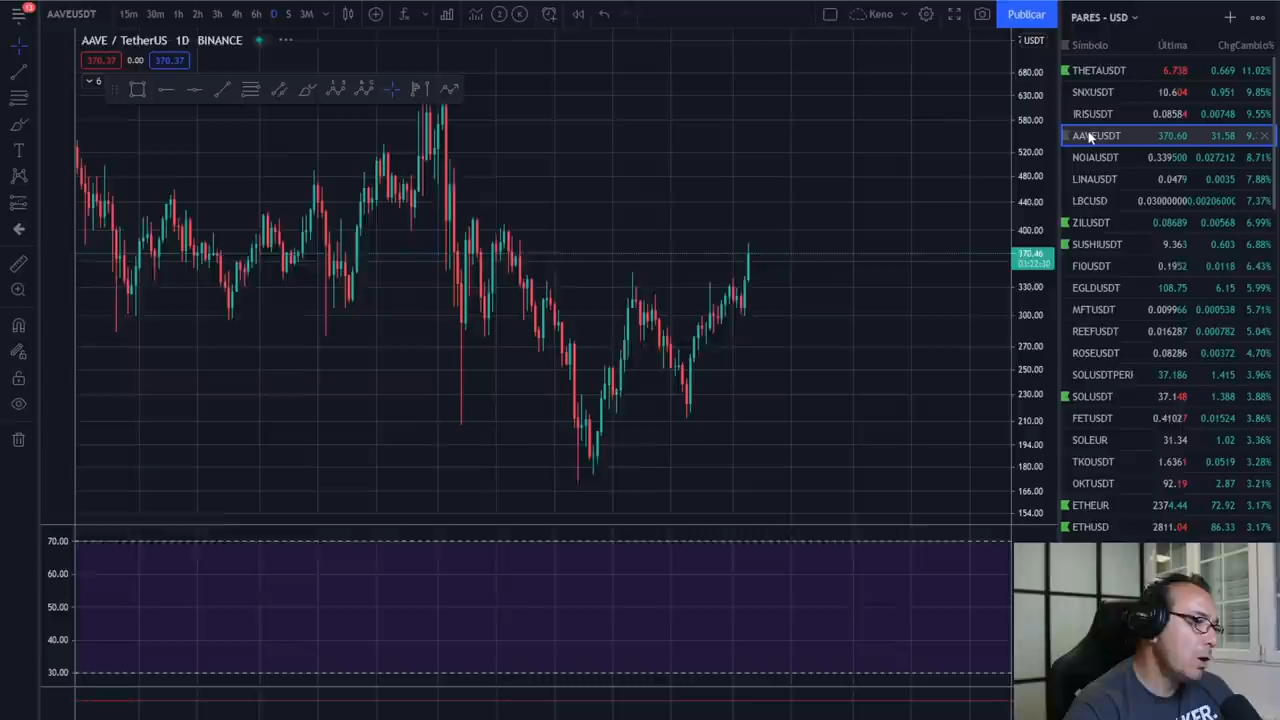 13
AAVEUSDT 15m 30m 1h 2h 3h 4h 6h D S 3M Keno Publicar
AAVE / TetherUS 1D BINANCE
370.37 0.00 370.37
6
USDT
680.00
630.00
580.00
520.00
480.00
440.00
400.00
370.46
03:22:30
330.00
300.00
270.00
250.00
230.00
210.00
194.00
180.00
166.00
154.00
70.00
60.00
50.00
40.00
30.00
PARES - USD
Símbolo Última Chg Cambio%
THETAUSDT 6.738 0.669 11.02%
SNXUSDT 10.604 0.951 9.85%
IRISUSDT 0.08584 0.00748 9.55%
AAVEUSDT 370.60 31.58
NOIAUSDT 0.339500 0.027212 8.71%
LINAUSDT 0.0479 0.0035 7.88%
LBCUSD 0.03000000 0.0020600 7.37%
ZILUSDT 0.08689 0.00568 6.99%
SUSHIUSDT 9.363 0.603 6.88%
FIOUSDT 0.1952 0.0118 6.43%
EGLDUSDT 108.75 6.15 5.99%
MFTUSDT 0.009966 0.000538 5.71%
REEFUSDT 0.016287 0.000782 5.04%
ROSEUSDT 0.08286 0.00372 4.70%
SOLUSDTPERP 37.186 1.415 3.96%
SOLUSDT 37.148 1.388 3.88%
FETUSDT 0.41027 0.01524 3.86%
SOLEUR 31.34 1.02 3.36%
TKOUSDT 1.6361 0.0519 3.28%
OKTUSDT 92.19 2.87 3.21%
ETHEUR 2374.44 72.92 3.17%
ETHUSD 2811.04 86.33 3.17%